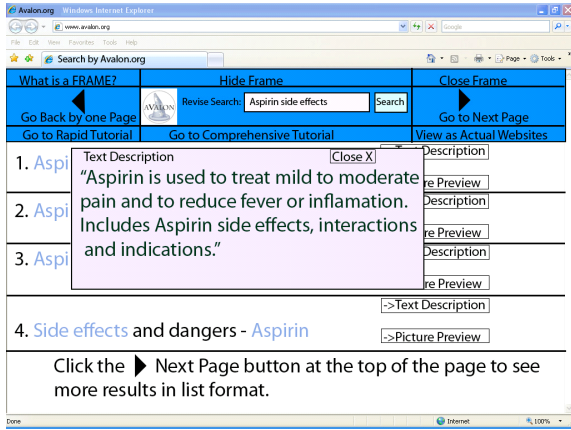 Avalon.org Windows Internet Explorer
www.avalon.org
Google
File Edit View Favorites Tools Help
Search by Avalon.org
Page Tools
What is a FRAME? Hide Frame Close Frame
AVALON Revise Search: Aspirin side effects Search
Go Back by one Page Go to Next Page
Go to Rapid Tutorial Go to Comprehensive Tutorial View as Actual Websites
Text Description Close X
"Aspirin is used to treat mild to moderate
pain and to reduce fever or inflamation.
Includes Aspirin side effects, interactions
and indications."
1. Aspi Description
re Preview
2. Aspi Description
re Preview
3. Aspi Description
re Preview
->Text Description
4. Side effects and dangers - Aspirin
->Picture Preview
Click the Next Page button at the top of the page to see
more results in list format.
Done Internet 100%